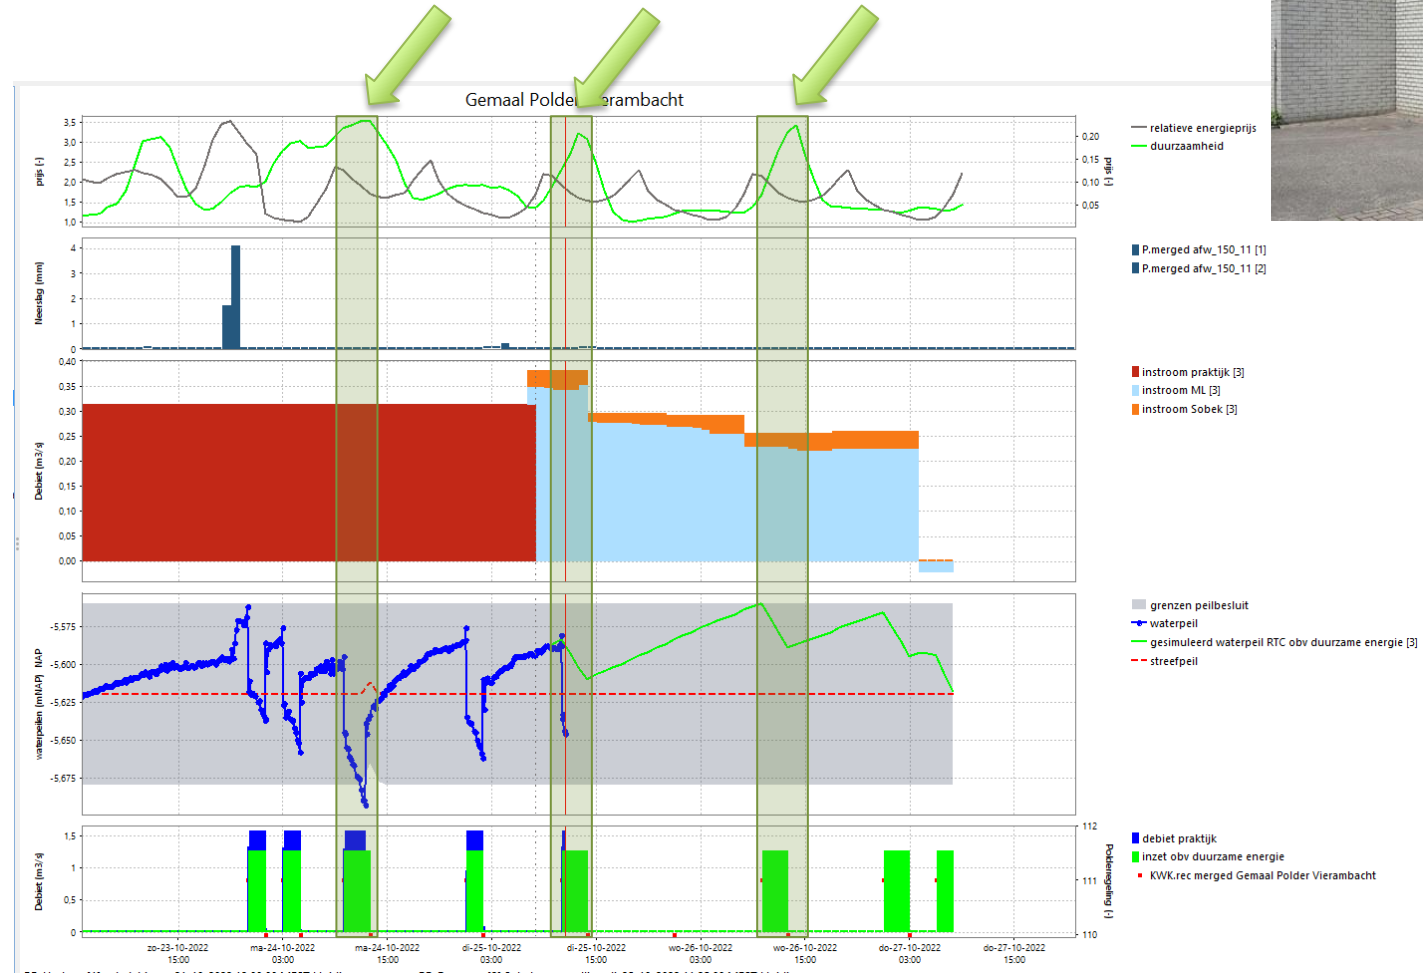 Gemaal Polder Vierambacht
3,5
3,0
2,5
2,0
1,5
1,0
prijs [-]
0,20
0,15
0,10
0,05
prijs [-]
relatieve energieprijs
duurzaamheid
4
3
2
1
0
Neerslag (mm)
P.merged afw_150_11 [1]
P.merged afw_150_11 [2]
0,40
0,35
0,30
0,25
0,20
0,15
0,10
0,05
0,00
Debiet (m3/s)
instroom praktijk [3]
instroom ML [3]
instroom Sobek [3]
-5,575
-5,600
-5,625
-5,650
-5,675
waterpeilen (mNAP) NAP
grenzen peilbesluit
waterpeil
gesimuleerd waterpeil RTC obv duurzame energie [3]
streefpeil
1,5
1
0,5
0
Debiet (m3/s)
112
111
110
Polderregeling [-]
debiet praktijk
inzet obv duurzame energie
KWK.rec merged Gemaal Polder Vierambacht
zo-23-10-2022
15:00
ma-24-10-2022
03:00
ma-24-10-2022
15:00
di-25-10-2022
03:00
di-25-10-2022
15:00
wo-26-10-2022
03:00
wo-26-10-2022
15:00
do-27-10-2022
03:00
do-27-10-2022
15:00